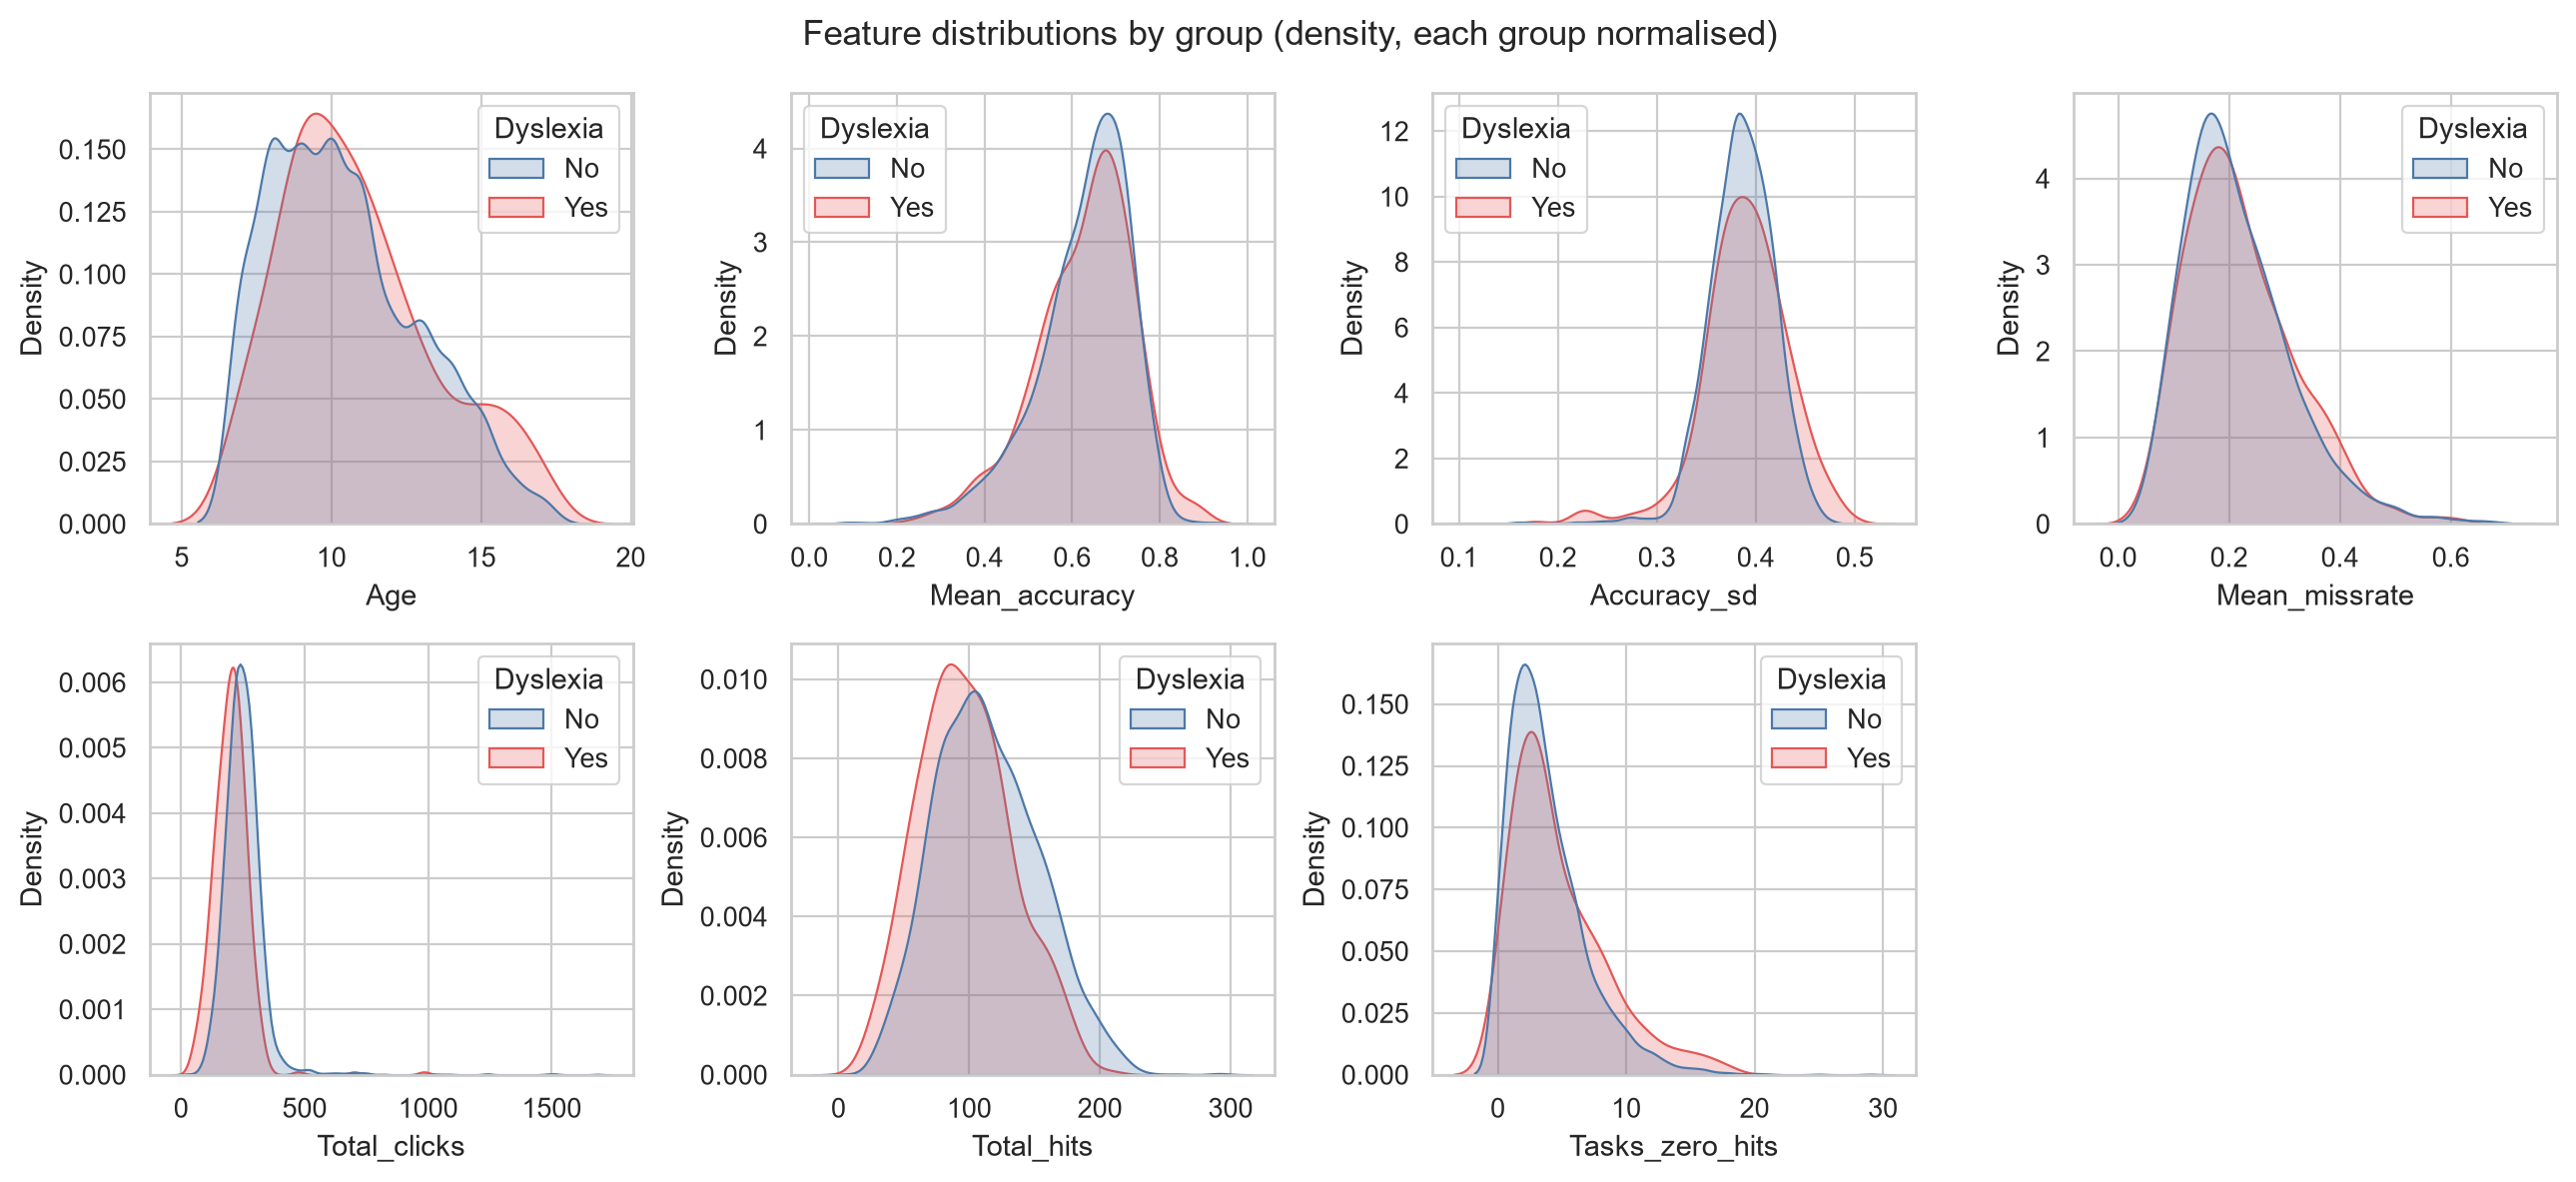 Feature distributions by group (density, each group normalised)
Density
0.150
0.125
0.100
0.075
0.050
0.025
0.000
5 10 15 20
Age
Dyslexia
No
Yes
Density
4
3
2
1
0
0.0 0.2 0.4 0.6 0.8 1.0
Mean_accuracy
Dyslexia
No
Yes
Density
12
10
8
6
4
2
0
0.1 0.2 0.3 0.4 0.5
Accuracy_sd
Dyslexia
No
Yes
Density
4
3
2
1
0
0.0 0.2 0.4 0.6
Mean_missrate
Dyslexia
No
Yes
Density
0.006
0.005
0.004
0.003
0.002
0.001
0.000
0 500 1000 1500
Total_clicks
Dyslexia
No
Yes
Density
0.010
0.008
0.006
0.004
0.002
0.000
0 100 200 300
Total_hits
Dyslexia
No
Yes
Density
0.150
0.125
0.100
0.075
0.050
0.025
0.000
0 10 20 30
Tasks_zero_hits
Dyslexia
No
Yes